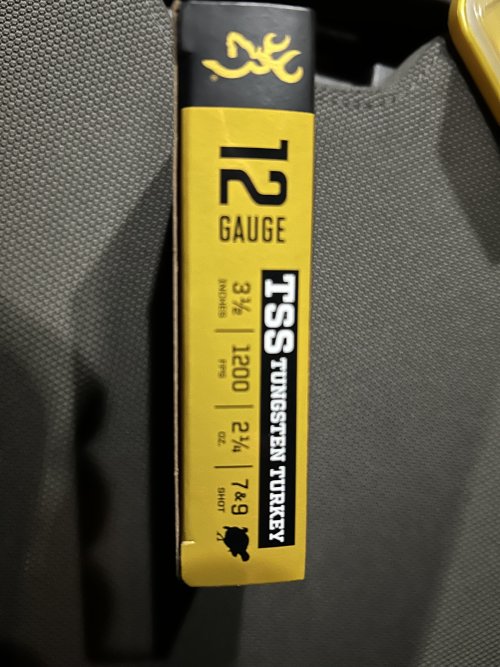 12
GAUGE
TSS TUNGSTEN TURKEY
3½ | 1200 | 2¼ | 7&9
INCHES FPS OZ. SHOT